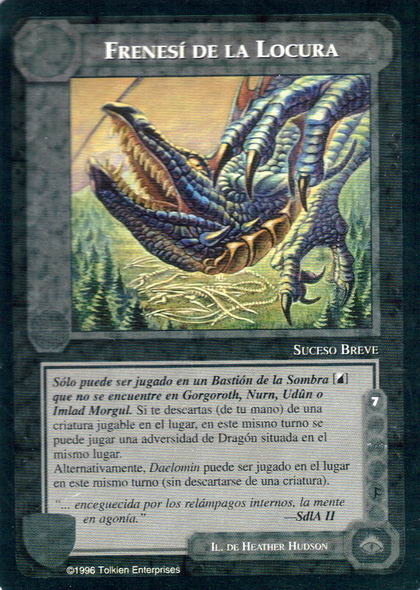 FRENESÍ DE LA LOCURA
SUCESO BREVE
Sólo puede ser jugado en un Bastión de la Sombra [◢]
que no se encuentre en Gorgoroth, Nurn, Udûn o
Imlad Morgul. Si te descartas (de tu mano) de una
criatura jugable en el lugar, en este mismo turno se
puede jugar una adversidad de Dragón situada en el
mismo lugar.
Alternativamente, Daelomin puede ser jugado en el lugar
en este mismo turno (sin descartarse de una criatura).
7
"... enceguecida por los relámpagos internos, la mente
en agonía."
—SdlA II
IL. DE HEATHER HUDSON
©1996 Tolkien Enterprises